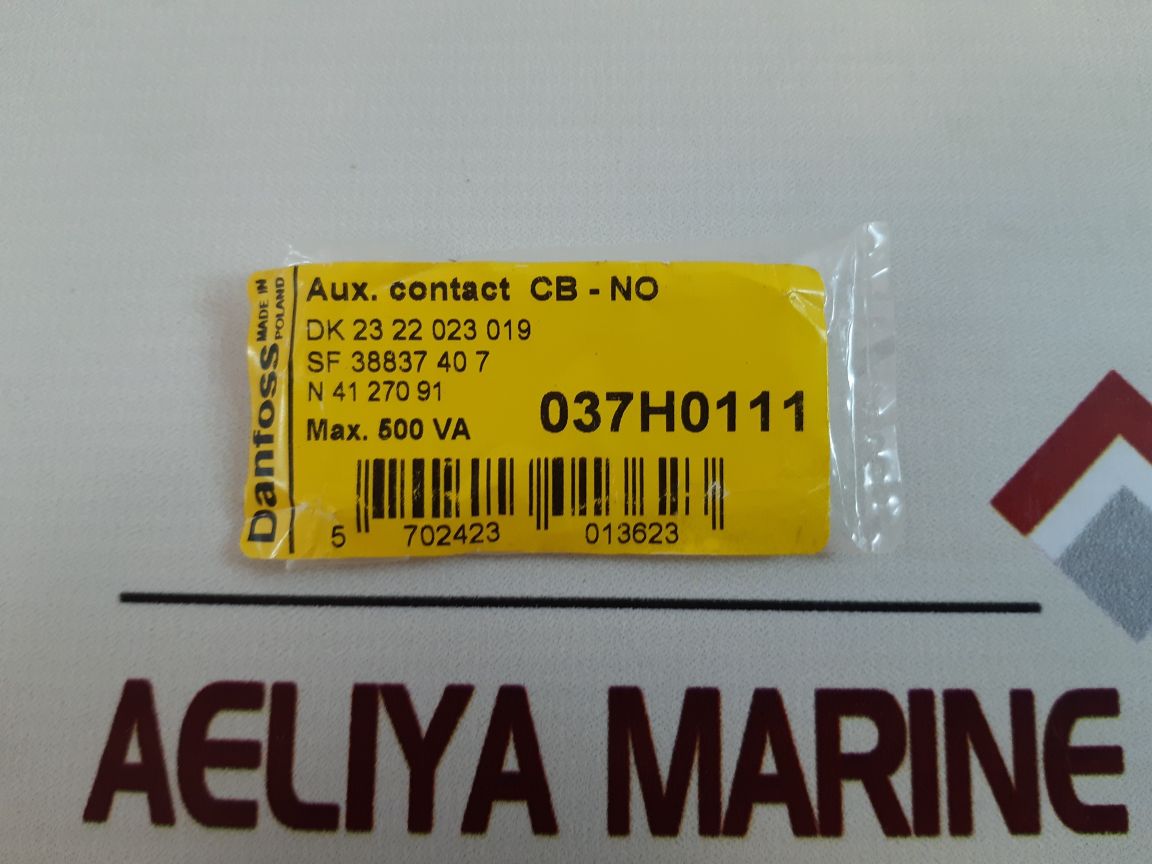 Danfoss MADE IN POLAND
Aux. contact CB - NO
DK 23 22 023 019
SF 38837 40 7
N 41 270 91
037H0111
Max. 500 VA
5 702423 013623
AELIYA MARINE